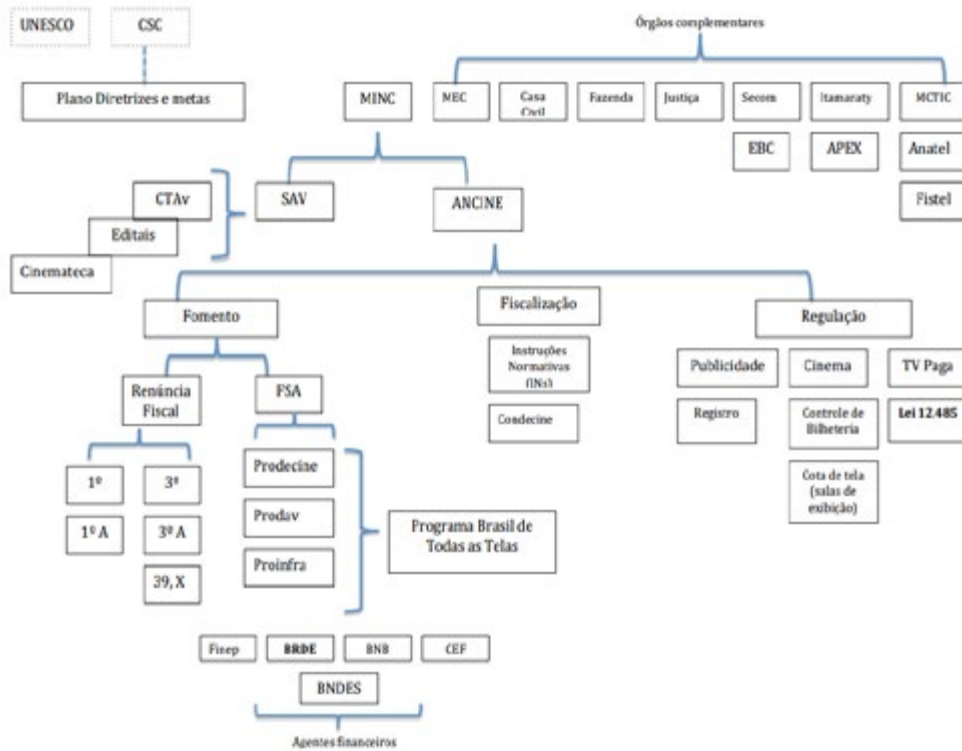 Órgãos complementares
UNESCO
CSC
Plano Diretrizes e metas
MINC
MEC
Casa
Civil
Fazenda
Justiça
Secom
Itamaraty
MCTIC
EBC
APEX
Anatel
Fistel
CTAv
Editais
Cinemateca
SAV
ANCINE
Fomento
Fiscalização
Regulação
Instruções
Normativas
(INs)
Condecine
Publicidade
Cinema
TV Paga
Registro
Controle de
Bilheteria
Lei 12.485
Cota de tela
(salas de
exibição)
Renúncia
Fiscal
FSA
1º
3º
1º A
3º A
39, X
Prodecine
Prodav
Proinfra
Programa Brasil de
Todas as Telas
Finep
BRDE
BNB
CEF
BNDES
Agentes financeiros